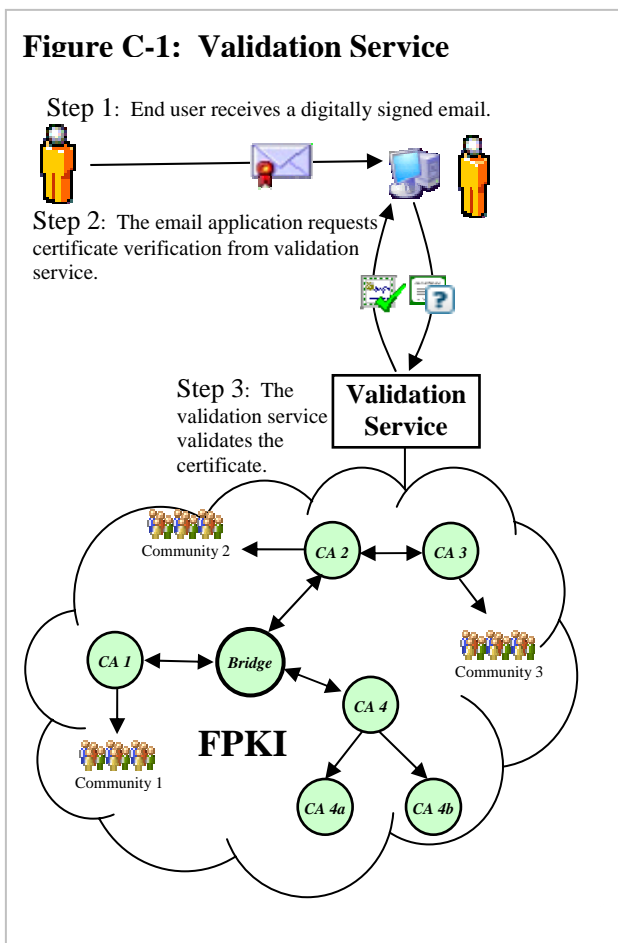 Figure C-1: Validation Service
Step 1: End user receives a digitally signed email.
Step 2: The email application requests
certificate verification from validation
service.
?
Step 3: The
validation service
validates the
certificate.
Validation
Service
Community 2
CA 2
CA 3
CA 1
Bridge
Community 3
CA 4
FPKI
Community 1
CA 4a
CA 4b